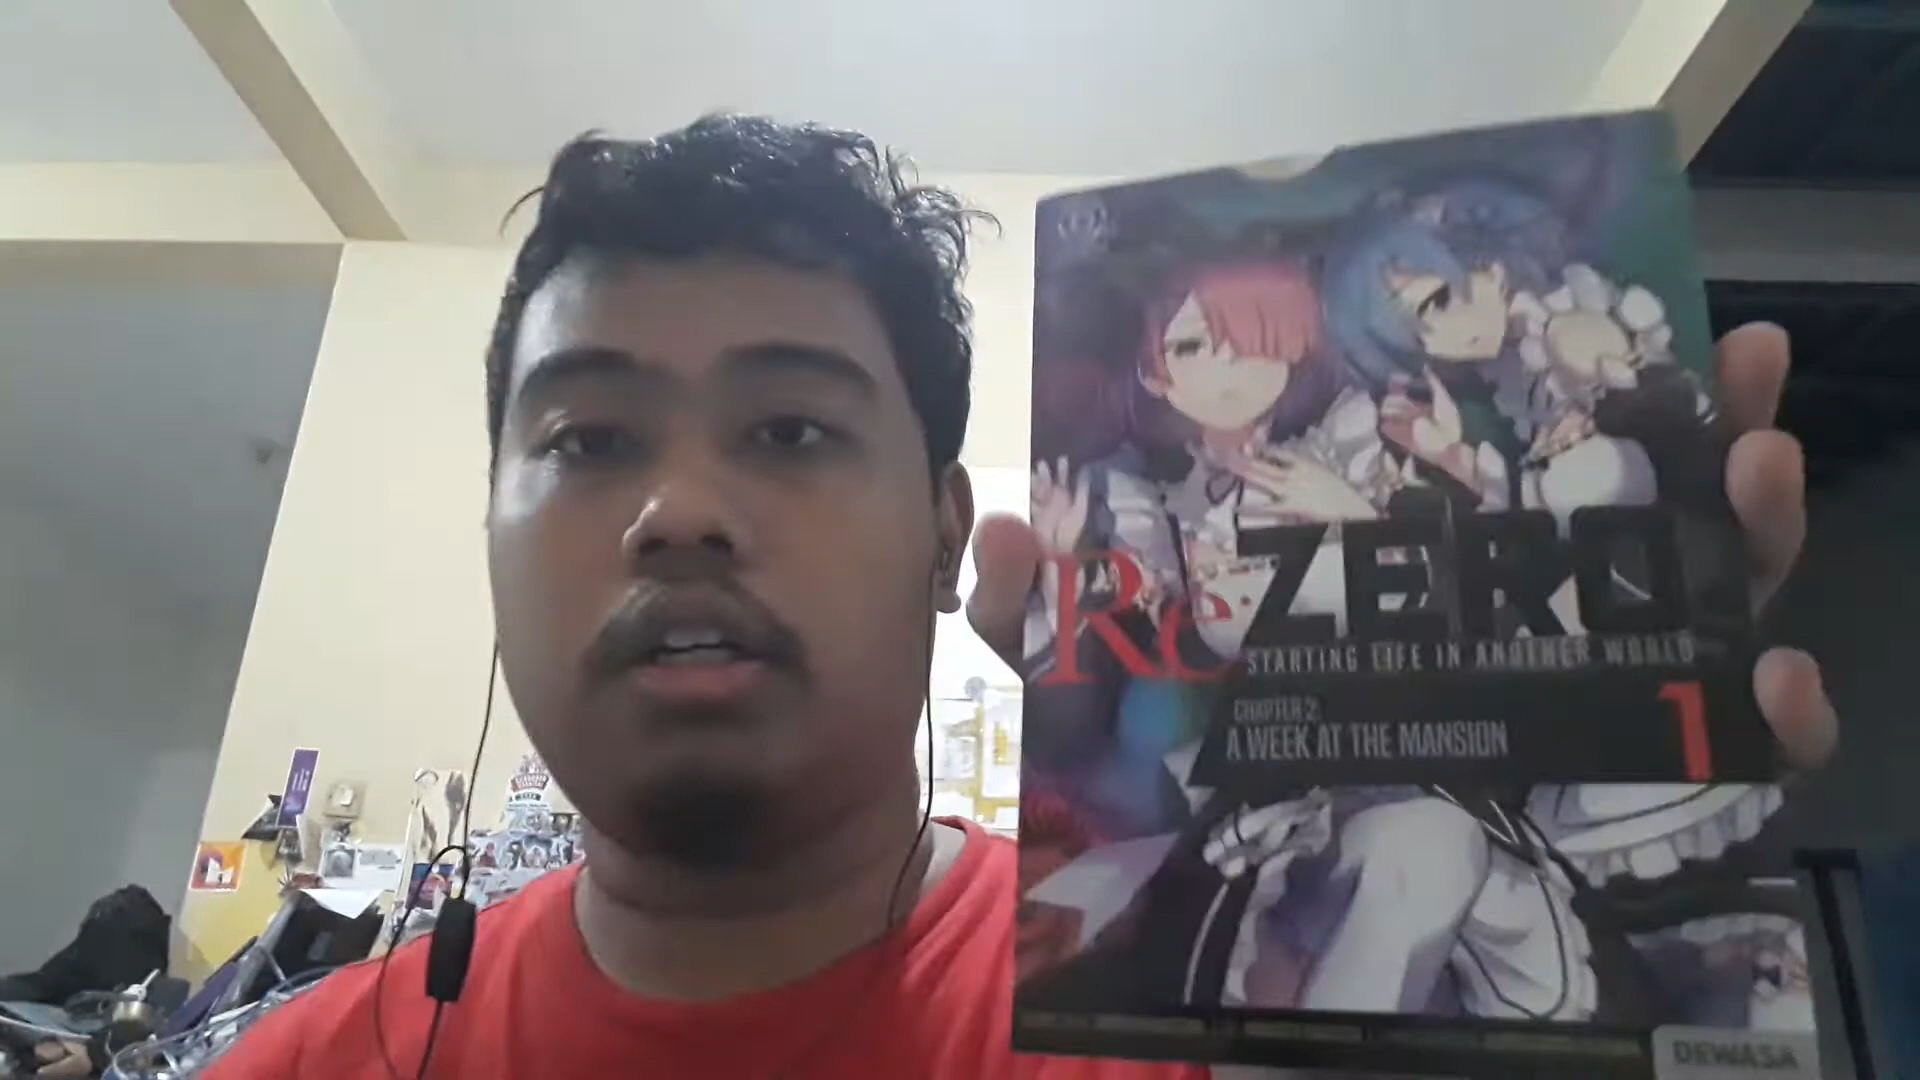 Re:ZERO
STARTING LIFE IN ANOTHER WORLD
CHAPTER 2:
A WEEK AT THE MANSION
1
DEWASA